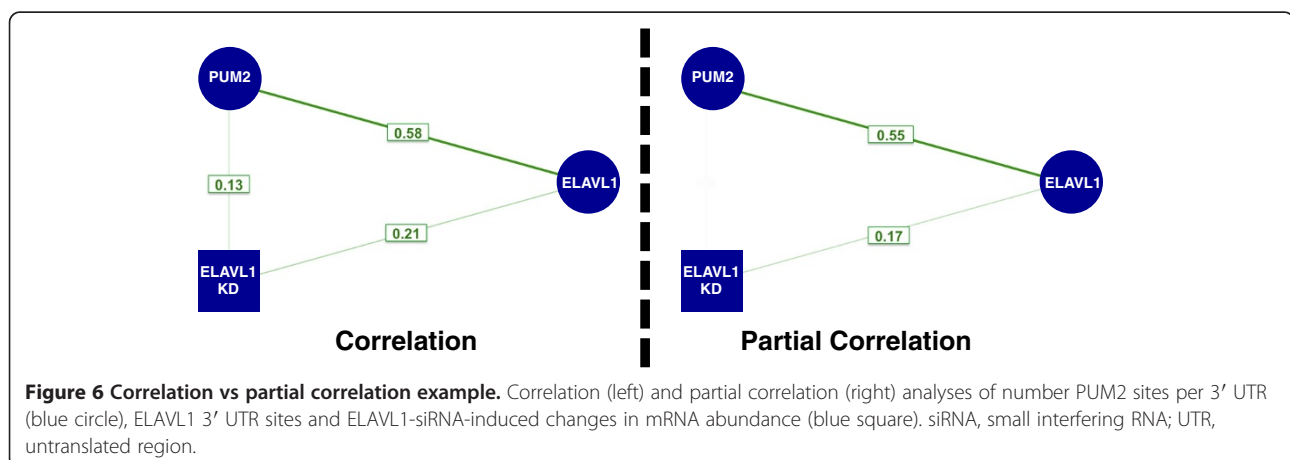 PUM2
0.58
0.13
ELAVL1
0.21
ELAVL1
KD
Correlation
PUM2
0.55
ELAVL1
0.17
ELAVL1
KD
Partial Correlation
Figure 6 Correlation vs partial correlation example. Correlation (left) and partial correlation (right) analyses of number PUM2 sites per 3′ UTR
(blue circle), ELAVL1 3′ UTR sites and ELAVL1-siRNA-induced changes in mRNA abundance (blue square). siRNA, small interfering RNA; UTR,
untranslated region.